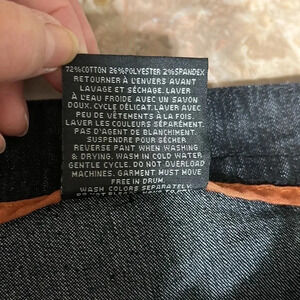 72%COTTON 26%POLYESTER 2%SPANDEX
RETOURNER À L'ENVERS AVANT
LAVAGE ET SÉCHAGE. LAVER
À L'EAU FROIDE AVEC UN SAVON
DOUX. CYCLE DÉLICAT. LAVER AVEC
PEU DE VÊTEMENTS À LA FOIS.
LAVER LES COULEURS SÉPARÉMENT.
PAS D'AGENT DE BLANCHIMENT.
SUSPENDRE POUR SÉCHER.
REVERSE PANT WHEN WASHING
& DRYING. WASH IN COLD WATER
GENTLE CYCLE. DO NOT OVERLOAD
MACHINES. GARMENT MUST MOVE
FREE IN DRUM.
WASH COLORS SEPARATELY.